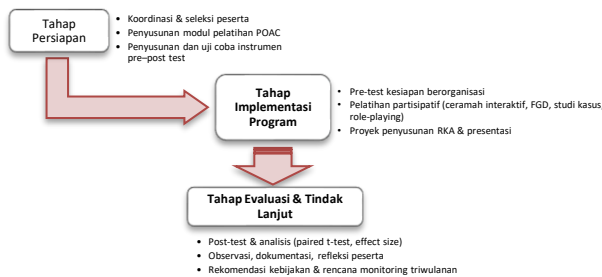 Tahap
Persiapan
• Koordinasi & seleksi peserta
• Penyusunan modul pelatihan POAC
• Penyusunan dan uji coba instrumen
pre–post test
Tahap
Implementasi
Program
• Pre-test kesiapan berorganisasi
• Pelatihan partisipatif (ceramah interaktif, FGD, studi kasus,
role-playing)
• Proyek penyusunan RKA & presentasi
Tahap Evaluasi & Tindak
Lanjut
• Post-test & analisis (paired t-test, effect size)
• Observasi, dokumentasi, refleksi peserta
• Rekomendasi kebijakan & rencana monitoring triwulanan